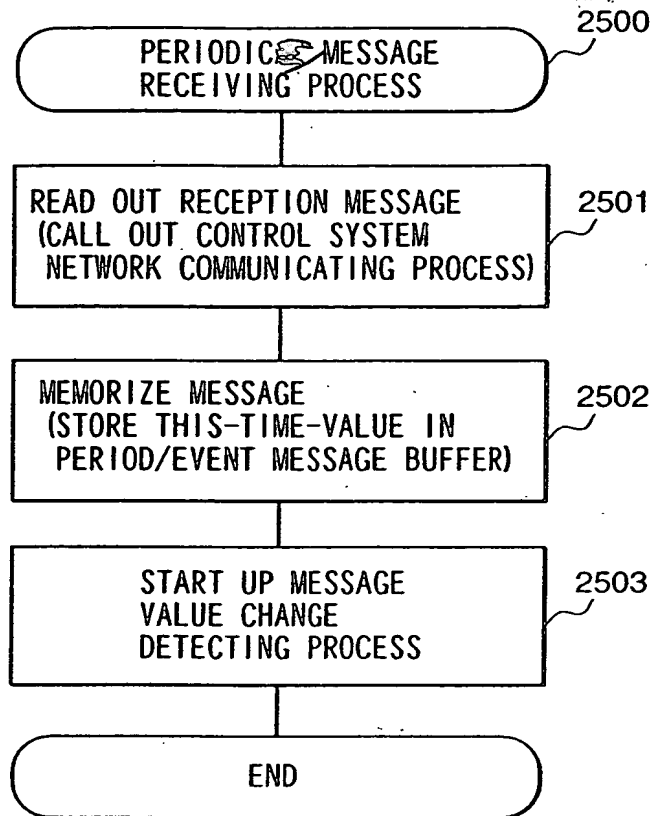 2500
PERIODIC MESSAGE
RECEIVING PROCESS
READ OUT RECEPTION MESSAGE
(CALL OUT CONTROL SYSTEM
NETWORK COMMUNICATING PROCESS)
2501
MEMORIZE MESSAGE
(STORE THIS-TIME-VALUE IN
PERIOD/EVENT MESSAGE BUFFER)
2502
START UP MESSAGE
VALUE CHANGE
DETECTING PROCESS
2503
END